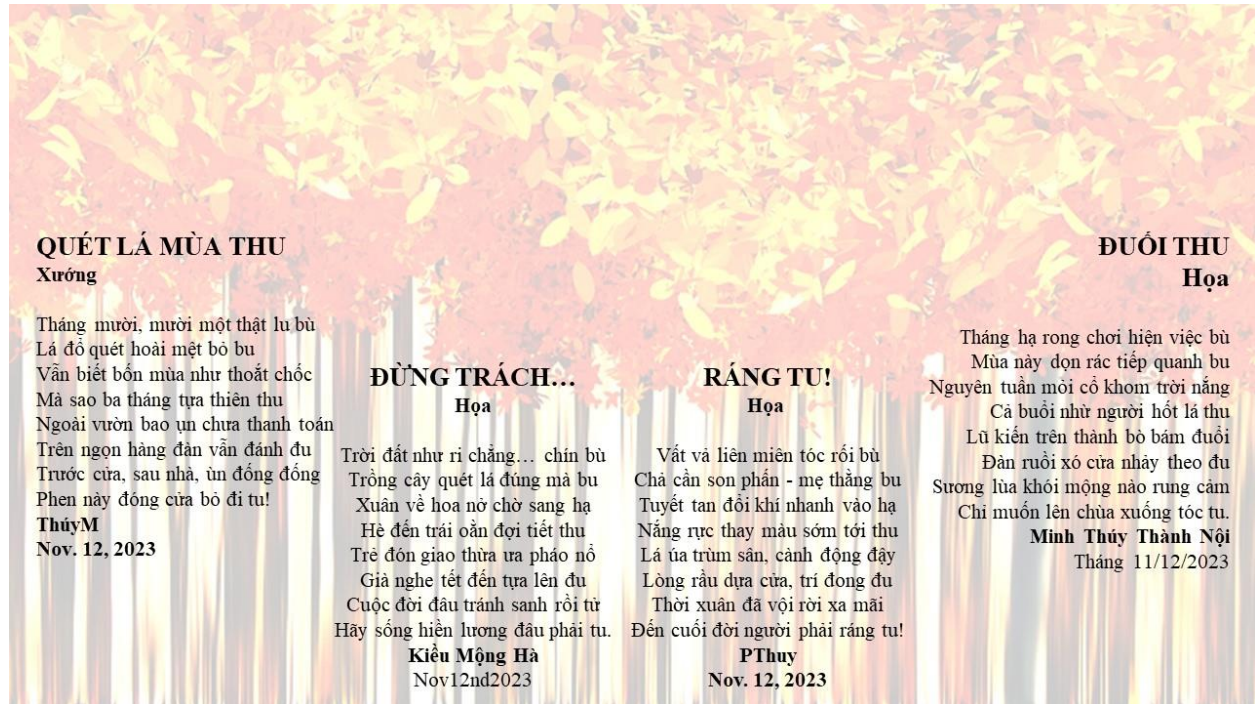 QUÉT LÁ MÙA THU
Xướng
Tháng mười, mười một thật lu bù
Lá đổ quét hoài mệt bỏ bu
Vẫn biết bốn mùa như thoắt chốc
Mà sao ba tháng tựa thiên thu
Ngoài vườn bao ụn chưa thanh toán
Trên ngọn hàng đàn vẫn đánh đu
Trước cửa, sau nhà, ùn đống đống
Phen này đóng cửa bỏ đi tu!
ThúyM
Nov. 12, 2023
ĐỪNG TRÁCH…
Họa
Trời đất như ri chẳng… chín bù
Trồng cây quét lá đúng mà bu
Xuân về hoa nở chờ sang hạ
Hè đến trái oằn đợi tiết thu
Trẻ đón giao thừa ưa pháo nổ
Già nghe tết đến tựa lên đu
Cuộc đời đâu tránh sanh rồi tử
Hãy sống hiền lương đâu phải tu.
Kiều Mộng Hà
Nov12nd2023
RÁNG TU!
Họa
Vất vả liên miên tóc rối bù
Chả cần son phấn - mẹ thằng bu
Tuyết tan đổi khí nhanh vào hạ
Nắng rực thay màu sớm tới thu
Lá úa trùm sân, cành động đậy
Lòng rầu dựa cửa, trí đong đu
Thời xuân đã vội rời xa mãi
Đến cuối đời người phải ráng tu!
PThuy
Nov. 12, 2023
ĐUỔI THU
Họa
Tháng hạ rong chơi hiện việc bù
Mùa này dọn rác tiếp quanh bu
Nguyên tuần mỏi cổ khom trời nắng
Cả buổi nhừ người hốt lá thu
Lũ kiến trên thành bò bám đuổi
Đàn ruồi xó cửa nhảy theo đu
Sương lùa khói mộng nào rung cảm
Chỉ muốn lên chùa xuống tóc tu.
Minh Thúy Thành Nội
Tháng 11/12/2023